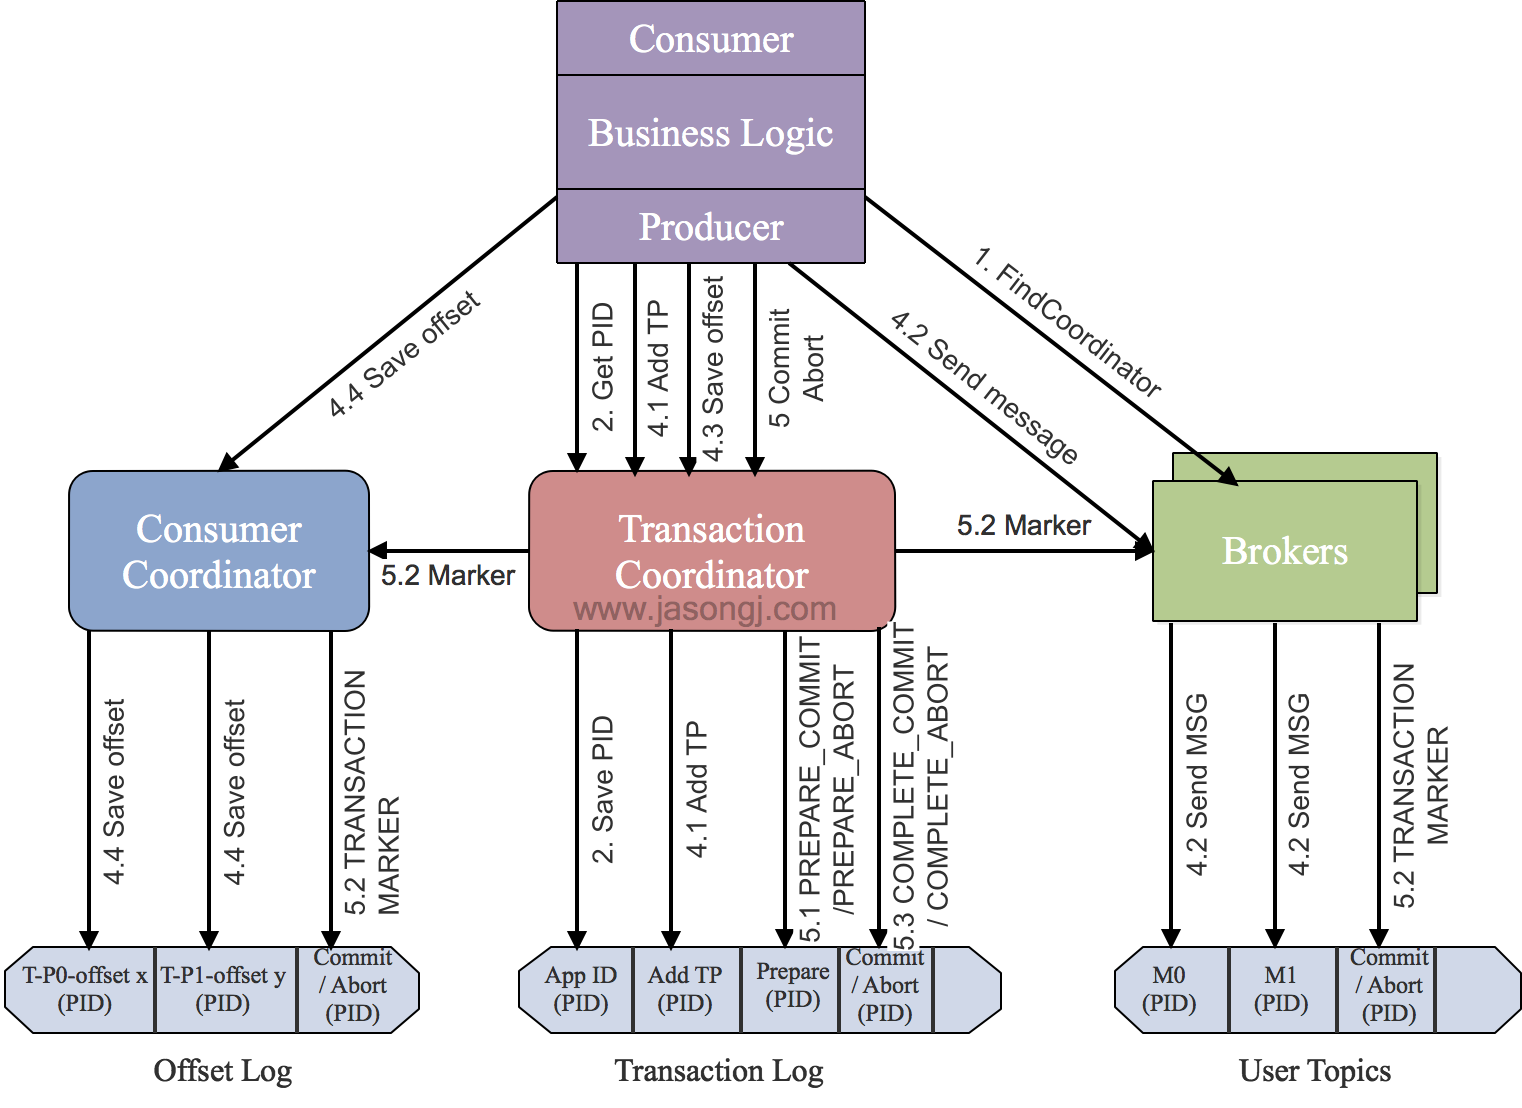 Consumer
Business Logic
Producer
4.4 Save offset
2. Get PID
4.1 Add TP
4.3 Save offset
5 Commit
Abort
4.2 Send message
1. FindCoordinator
Consumer
Coordinator
5.2 Marker
Transaction
Coordinator
www.jasongj.com
5.2 Marker
Brokers
4.4 Save offset
4.4 Save offset
5.2 TRANSACTION
MARKER
2. Save PID
4.1 Add TP
5.1 PREPARE_COMMIT
/PREPARE_ABORT
5.3 COMPLETE_COMMIT
/ COMPLETE_ABORT
4.2 Send MSG
4.2 Send MSG
5.2 TRANSACTION
MARKER
T-P0-offset x
(PID)
T-P1-offset y
(PID)
Commit
/ Abort
(PID)
App ID
(PID)
Add TP
(PID)
Prepare
(PID)
Commit
/ Abort
(PID)
M0
(PID)
M1
(PID)
Commit
/ Abort
(PID)
Offset Log
Transaction Log
User Topics